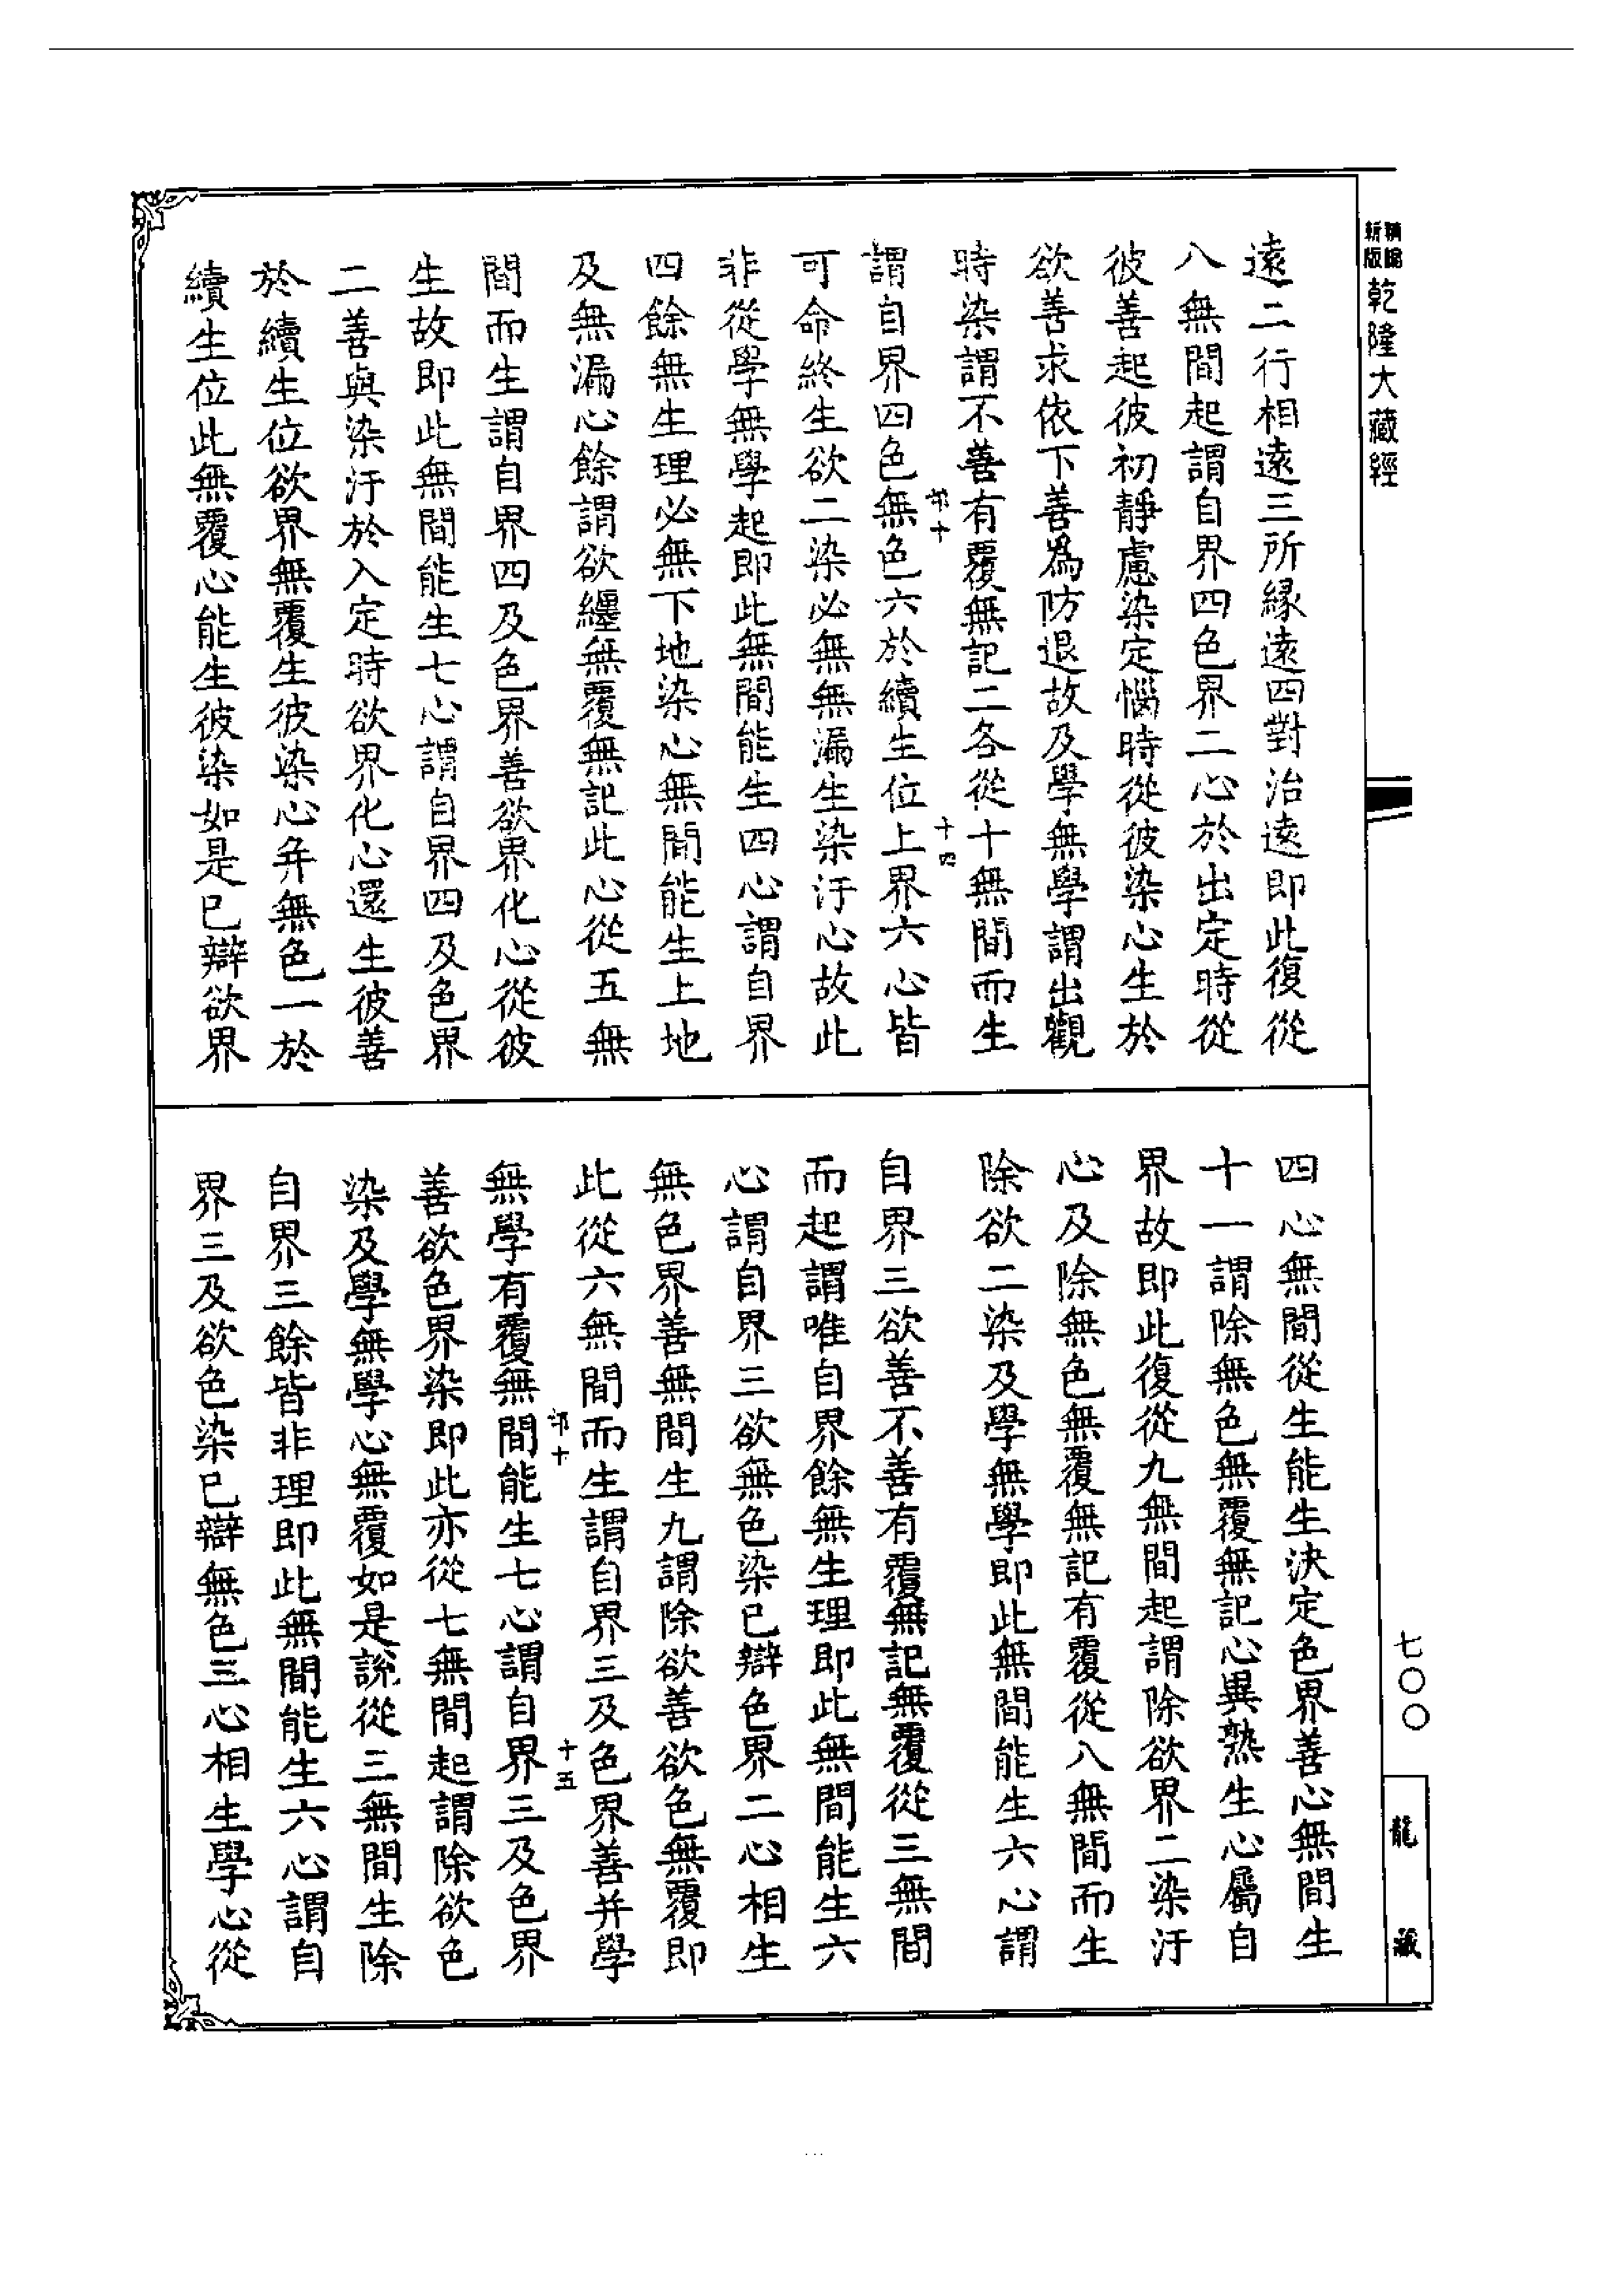 精縮
新版
乾隆大藏經
遠二行相遠三所緣遠四對治遠即此復從
八無間起謂自界四色界二心於出定時從
彼善起彼初靜慮染定惱時從彼染心生於
欲善求依下善為防退故及學無學謂出觀
時染謂不善有覆無記二各從十無間而生
謂自界四色無色六於續生位上界六心皆
可命終生欲二染必無無漏生染汙心故此
非從學無學起即此無間能生四心謂自界
四餘無生理必無下地染心無間能生上地
及無漏心餘謂欲纏無覆無記此心從五無
間而生謂自界四及色界善欲界化心從彼
生故即此無間能生七心謂自界四及色界
二善與染汙於入定時欲界化心還生彼善
於續生位欲界無覆生彼染心并無色一於
續生位此無覆心能生彼染如是已辯欲界
十四
四心無間從生能生決定色界善心無間生
十一謂除無色無覆無記心異熟生心屬自
界故即此復從九無間起謂除欲界二染汙
心及除無色無覆無記有覆從八無間而生
除欲二染及學無學即此無間能生六心謂
自界三欲善不善有覆無記無覆從三無間
而起謂唯自界餘無生理即此無間能生六
心謂自界三欲無色染已辯色界二心相生
無色界善無間生九謂除欲善欲色無覆即
此從六無間而生謂自界三及色界善并學
無學有覆無間能生七心謂自界三及色界
善欲色界染即此亦從七無間起謂除欲色
染及學無學心無覆如是說從三無間生除
自界三餘皆非理即此無間能生六心謂自
界三及欲色染已辯無色三心相生學心從
十五
七〇〇
龍藏